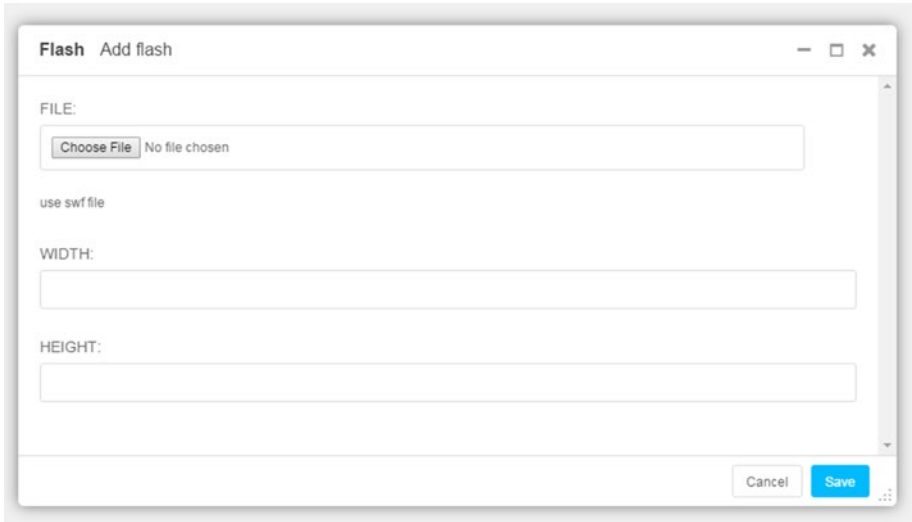 Flash Add flash
FILE:
Choose File No file chosen
use swf file
WIDTH:
HEIGHT:
Cancel Save